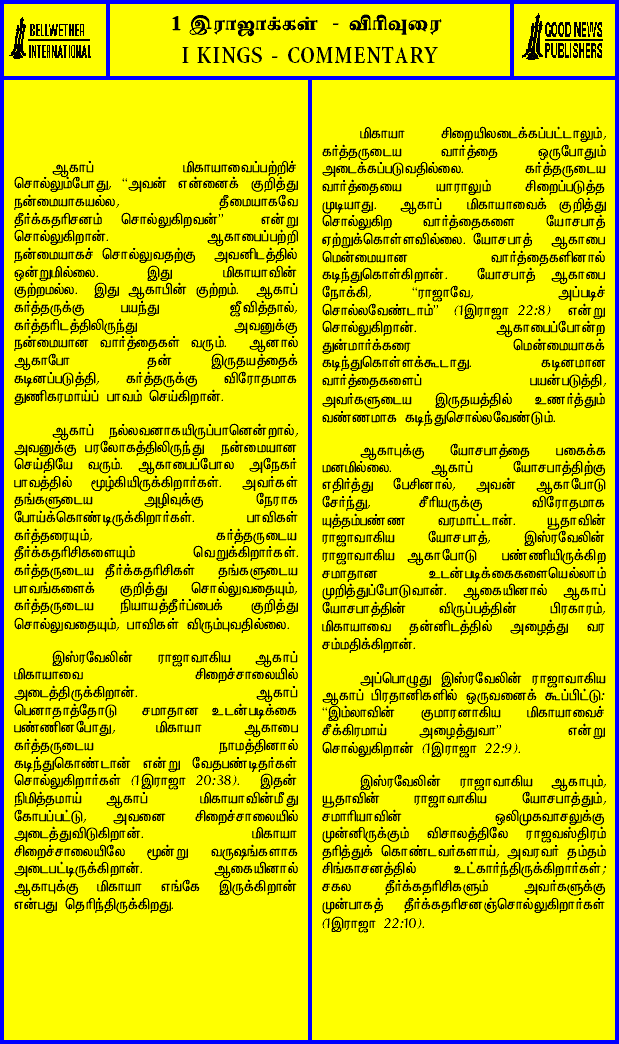 BELLWETHER
INTERNATIONAL
1 இராஜாக்கள் - விரிவுரை
I KINGS - COMMENTARY
GOOD NEWS
PUBLISHERS
ஆகாப் மிகாயாவைப்பற்றிச்
சொல்லும்போது, “அவன் என்னைக் குறித்து
நன்மையாகயல்ல, தீமையாகவே
தீர்க்கதரிசனம் சொல்லுகிறவன்” என்று
சொல்லுகிறான். ஆகாபைப்பற்றி
நன்மையாகச் சொல்லுவதற்கு அவனிடத்தில்
ஒன்றுமில்லை. இது மிகாயாவின்
குற்றமல்ல. இது ஆகாபின் குற்றம். ஆகாப்
கர்த்தருக்கு பயந்து ஜீவித்தால்,
கர்த்தரிடத்திலிருந்து அவனுக்கு
நன்மையான வார்த்தைகள் வரும். ஆனால்
ஆகாபோ தன் இருதயத்தைக்
கடினப்படுத்தி, கர்த்தருக்கு விரோதமாக
துணிகரமாய்ப் பாவம் செய்கிறான்.
ஆகாப் நல்லவனாகயிருப்பானென்றால்,
அவனுக்கு பரலோகத்திலிருந்து நன்மையான
செய்தியே வரும். ஆகாபைப்போல அநேகர்
பாவத்தில் மூழ்கியிருக்கிறார்கள். அவர்கள்
தங்களுடைய அழிவுக்கு நேராக
போய்க்கொண்டிருக்கிறார்கள். பாவிகள்
கர்த்தரையும், கர்த்தருடைய
தீர்க்கதரிசிகளையும் வெறுக்கிறார்கள்.
கர்த்தருடைய தீர்க்கதரிசிகள் தங்களுடைய
பாவங்களைக் குறித்து சொல்லுவதையும்,
கர்த்தருடைய நியாயத்தீர்ப்பைக் குறித்து
சொல்லுவதையும், பாவிகள் விரும்புவதில்லை.
இஸ்ரவேலின் ராஜாவாகிய ஆகாப்
மிகாயாவை சிறைச்சாலையில்
அடைத்திருக்கிறான். ஆகாப்
பெனாதாத்தோடு சமாதான உடன்படிக்கை
பண்ணினபோது, மிகாயா ஆகாபை
கர்த்தருடைய நாமத்தினால்
கடிந்துகொண்டான் என்று வேதபண்டிதர்கள்
சொல்லுகிறார்கள் (1இராஜா 20:38). இதன்
நிமித்தமாய் ஆகாப் மிகாயாவின்மீது
கோபப்பட்டு, அவனை சிறைச்சாலையில்
அடைத்துவிடுகிறான். மிகாயா
சிறைச்சாலையிலே மூன்று வருஷங்களாக
அடைபட்டிருக்கிறான். ஆகையினால்
ஆகாபுக்கு மிகாயா எங்கே இருக்கிறான்
என்பது தெரிந்திருக்கிறது.
மிகாயா சிறையிலடைக்கப்பட்டாலும்,
கர்த்தருடைய வார்த்தை ஒருபோதும்
அடைக்கப்படுவதில்லை. கர்த்தருடைய
வார்த்தையை யாராலும் சிறைப்படுத்த
முடியாது. ஆகாப் மிகாயாவைக் குறித்து
சொல்லுகிற வார்த்தைகளை யோசபாத்
ஏற்றுக்கொள்ளவில்லை. யோசபாத் ஆகாபை
மென்மையான வார்த்தைகளினால்
கடிந்துகொள்கிறான். யோசபாத் ஆகாபை
நோக்கி, “ராஜாவே, அப்படிச்
சொல்லவேண்டாம்” (1இராஜா 22:8) என்று
சொல்லுகிறான். ஆகாபைப்போன்ற
துன்மார்க்கரை மென்மையாகக்
கடிந்துகொள்ளக்கூடாது. கடினமான
வார்த்தைகளைப் பயன்படுத்தி,
அவர்களுடைய இருதயத்தில் உணர்த்தும்
வண்ணமாக கடிந்துசொல்லவேண்டும்.
ஆகாபுக்கு யோசபாத்தை பகைக்க
மனமில்லை. ஆகாப் யோசபாத்திற்கு
எதிர்த்து பேசினால், அவன் ஆகாபோடு
சேர்ந்து, சீரியருக்கு விரோதமாக
யுத்தம்பண்ண வரமாட்டான். யூதாவின்
ராஜாவாகிய யோசபாத், இஸ்ரவேலின்
ராஜாவாகிய ஆகாபோடு பண்ணியிருக்கிற
சமாதான உடன்படிக்கைகளையெல்லாம்
முறித்துப்போடுவான். ஆகையினால் ஆகாப்
யோசபாத்தின் விருப்பத்தின் பிரகாரம்,
மிகாயாவை தன்னிடத்தில் அழைத்து வர
சம்மதிக்கிறான்.
அப்பொழுது இஸ்ரவேலின் ராஜாவாகிய
ஆகாப் பிரதானிகளில் ஒருவனைக் கூப்பிட்டு:
“இம்லாவின் குமாரனாகிய மிகாயாவைச்
சீக்கிரமாய் அழைத்துவா” என்று
சொல்லுகிறான் (1இராஜா 22:9).
இஸ்ரவேலின் ராஜாவாகிய ஆகாபும்,
யூதாவின் ராஜாவாகிய யோசபாத்தும்,
சமாரியாவின் ஒலிமுகவாசலுக்கு
முன்னிருக்கும் விசாலத்திலே ராஜவஸ்திரம்
தரித்துக் கொண்டவர்களாய், அவரவர் தம்தம்
சிங்காசனத்தில் உட்கார்ந்திருக்கிறார்கள்;
சகல தீர்க்கதரிசிகளும் அவர்களுக்கு
முன்பாகத் தீர்க்கதரிசனஞ்சொல்லுகிறார்கள்
(1இராஜா 22:10).